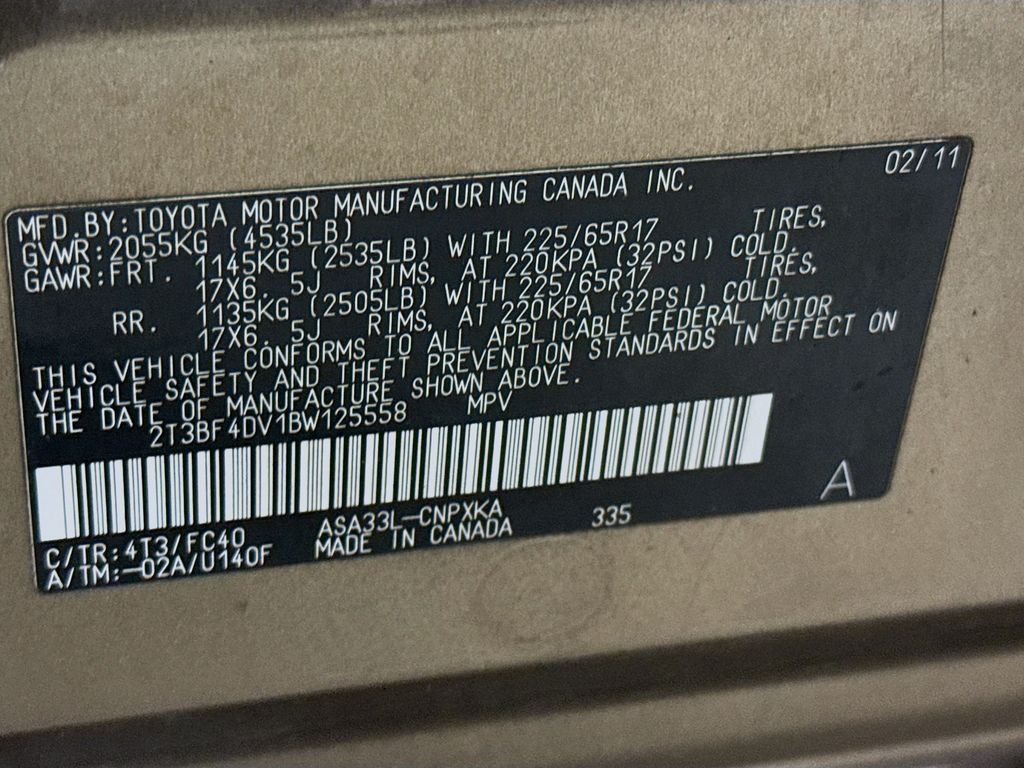 02/11
MFD.BY:TOYOTA MOTOR MANUFACTURING CANADA INC.
GVWR:2055KG (4535LB)
GAWR:FRT. 1145KG (2535LB) WITH 225/65R17 TIRES,
17X6.5J RIMS, AT 220KPA (32PSI) COLD.
RR. 1135KG (2505LB) WITH 225/65R17 TIRES,
17X6.5J RIMS, AT 220KPA (32PSI) COLD.
THIS VEHICLE CONFORMS TO ALL APPLICABLE FEDERAL MOTOR
VEHICLE SAFETY AND THEFT PREVENTION STANDARDS IN EFFECT ON
THE DATE OF MANUFACTURE SHOWN ABOVE.
2T3BF4DV1BW125558 MPV
C/TR:4T3/FC40 ASA33L-CNPXKA 335 A
A/TM:-02A/U140F MADE IN CANADA